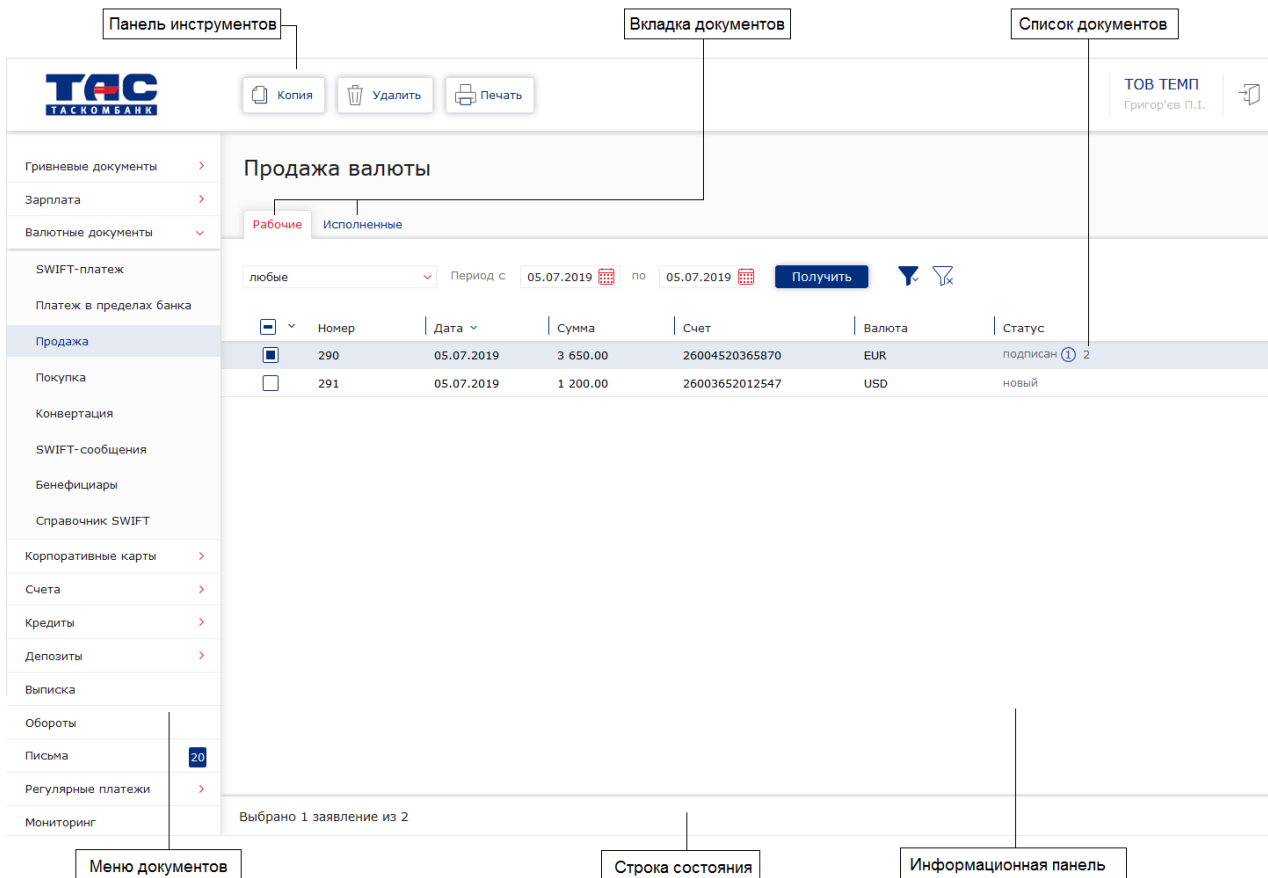 Панель инструментов
Вкладка документов
Список документов
ТАС
ТАСКОМБАНК
Копия
Удалить
Печать
ТОВ ТЕМП
Григор'єв П.І.
Гривневые документы
Зарплата
Валютные документы
SWIFT-платеж
Платеж в пределах банка
Продажа
Покупка
Конвертация
SWIFT-сообщения
Бенефициары
Справочник SWIFT
Корпоративные карты
Счета
Кредиты
Депозиты
Выписка
Обороты
Письма 20
Регулярные платежи
Мониторинг
Продажа валюты
Рабочие Исполненные
любые Период с 05.07.2019 по 05.07.2019 Получить
Номер Дата Сумма Счет Валюта Статус
290 05.07.2019 3 650.00 26004520365870 EUR подписан 1 2
291 05.07.2019 1 200.00 26003652012547 USD новый
Выбрано 1 заявление из 2
Меню документов
Строка состояния
Информационная панель